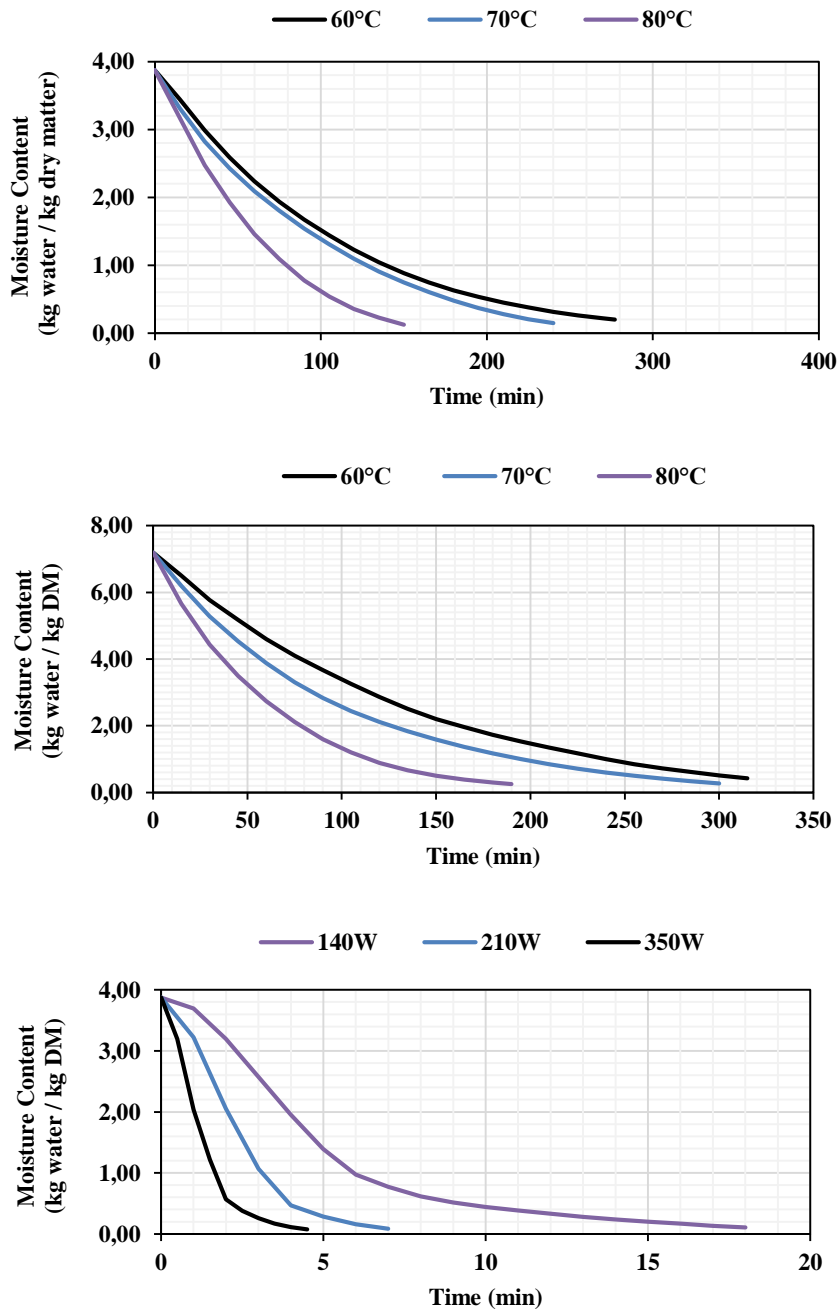 60°C 70°C 80°C
4,00
3,00
2,00
1,00
0,00
Moisture Content
(kg water / kg dry matter)
0 100 200 300 400
Time (min)
60°C 70°C 80°C
8,00
6,00
4,00
2,00
0,00
Moisture Content
(kg water / kg DM)
0 50 100 150 200 250 300 350
Time (min)
140W 210W 350W
4,00
3,00
2,00
1,00
0,00
Moisture Content
(kg water / kg DM)
0 5 10 15 20
Time (min)